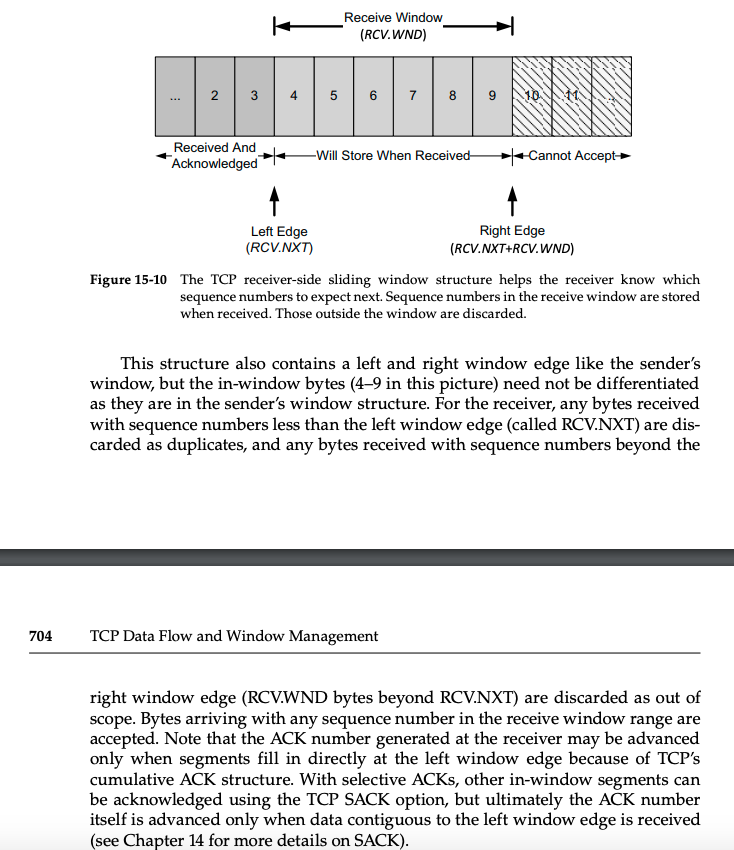 Receive Window
(RCV.WND)
... 2 3 4 5 6 7 8 9 10 11 ...
Received And
Acknowledged
Will Store When Received
Cannot Accept
Left Edge
(RCV.NXT)
Right Edge
(RCV.NXT+RCV.WND)
Figure 15-10 The TCP receiver-side sliding window structure helps the receiver know which
sequence numbers to expect next. Sequence numbers in the receive window are stored
when received. Those outside the window are discarded.
This structure also contains a left and right window edge like the sender’s
window, but the in-window bytes (4–9 in this picture) need not be differentiated
as they are in the sender’s window structure. For the receiver, any bytes received
with sequence numbers less than the left window edge (called RCV.NXT) are dis-
carded as duplicates, and any bytes received with sequence numbers beyond the
704 TCP Data Flow and Window Management
right window edge (RCV.WND bytes beyond RCV.NXT) are discarded as out of
scope. Bytes arriving with any sequence number in the receive window range are
accepted. Note that the ACK number generated at the receiver may be advanced
only when segments fill in directly at the left window edge because of TCP’s
cumulative ACK structure. With selective ACKs, other in-window segments can
be acknowledged using the TCP SACK option, but ultimately the ACK number
itself is advanced only when data contiguous to the left window edge is received
(see Chapter 14 for more details on SACK).